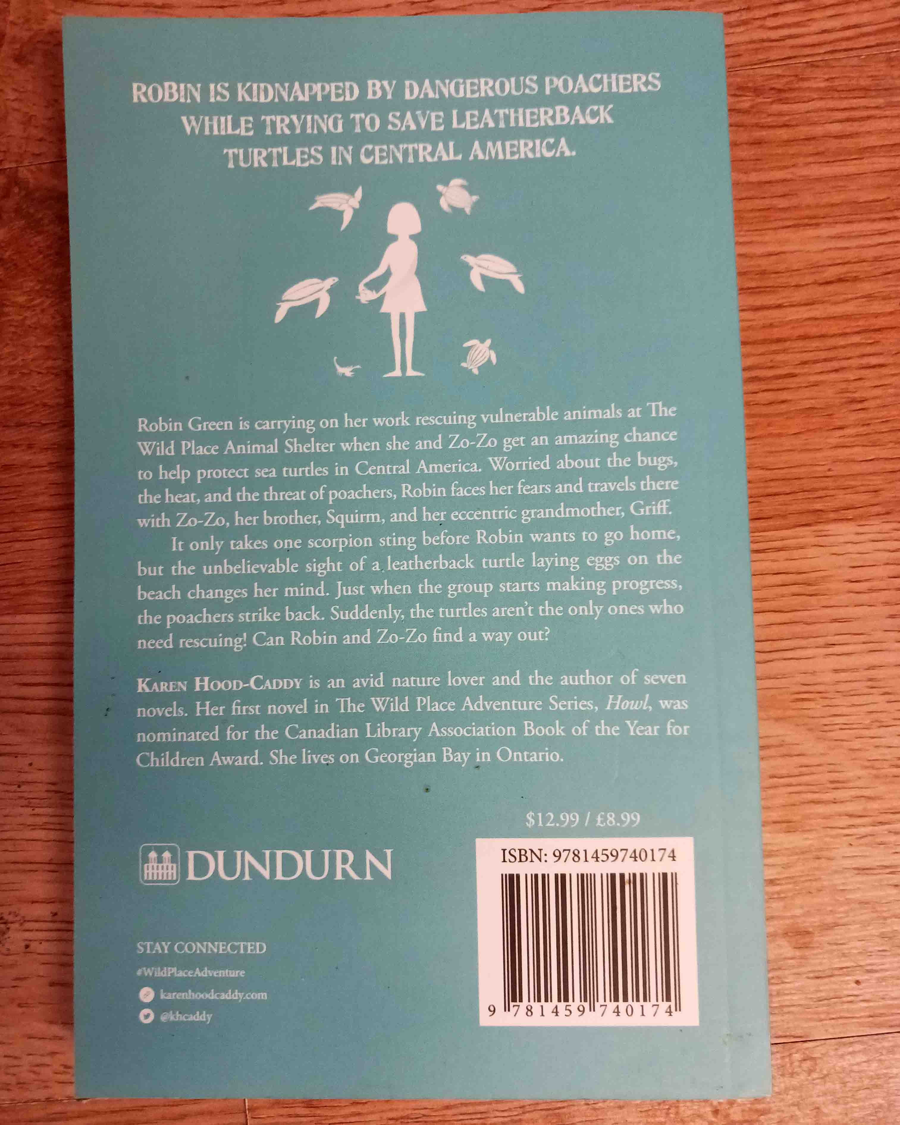 ROBIN IS KIDNAPPED BY DANGEROUS POACHERS
WHILE TRYING TO SAVE LEATHERBACK
TURTLES IN CENTRAL AMERICA.
Robin Green is carrying on her work rescuing vulnerable animals at The
Wild Place Animal Shelter when she and Zo-Zo get an amazing chance
to help protect sea turtles in Central America. Worried about the bugs,
the heat, and the threat of poachers, Robin faces her fears and travels there
with Zo-Zo, her brother, Squirm, and her eccentric grandmother, Griff.
It only takes one scorpion sting before Robin wants to go home,
but the unbelievable sight of a leatherback turtle laying eggs on the
beach changes her mind. Just when the group starts making progress,
the poachers strike back. Suddenly, the turtles aren't the only ones who
need rescuing! Can Robin and Zo-Zo find a way out?
KAREN HOOD-CADDY is an avid nature lover and the author of seven
novels. Her first novel in The Wild Place Adventure Series, Howl, was
nominated for the Canadian Library Association Book of the Year for
Children Award. She lives on Georgian Bay in Ontario.
$12.99 / £8.99
ISBN: 9781459740174
9 781459 740174
DUNDURN
STAY CONNECTED
#WildPlaceAdventure
karenhoodcaddy.com
@khcaddy